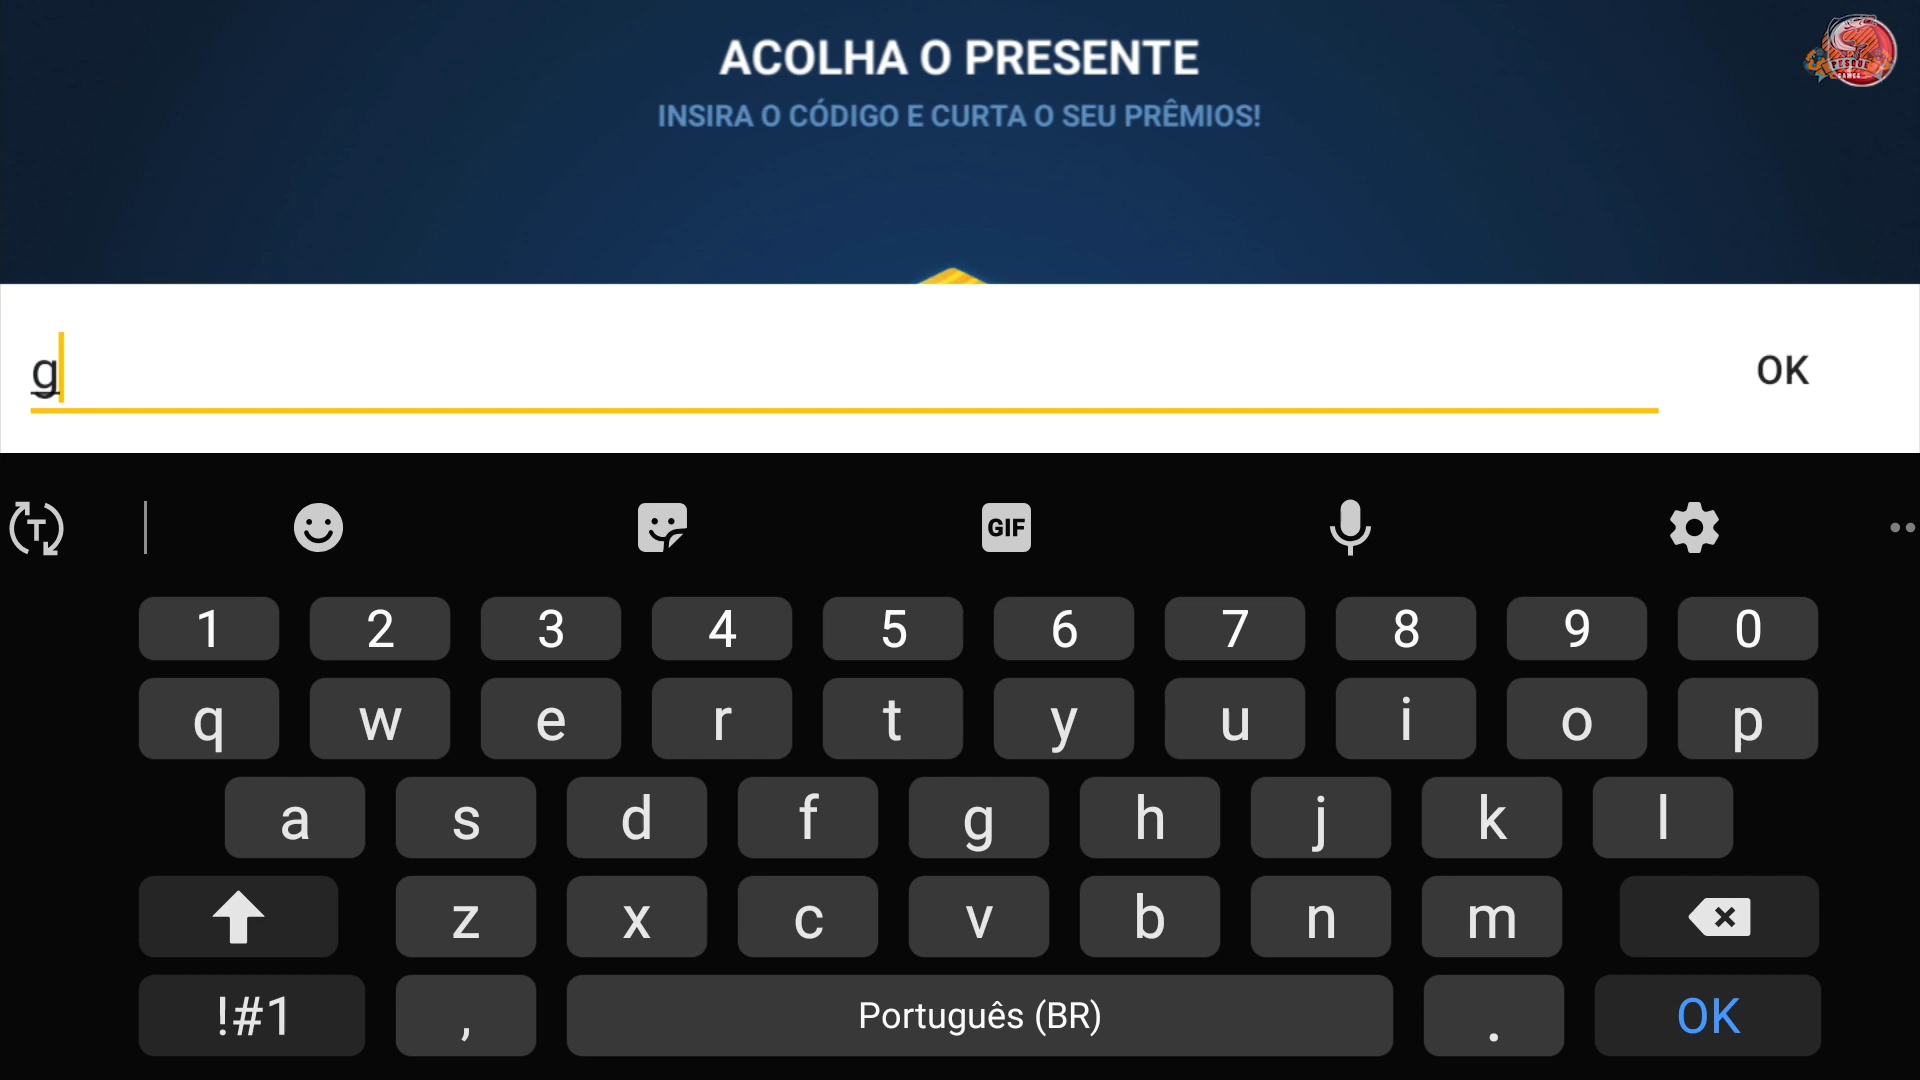 ACOLHA O PRESENTE
INSIRA O CÓDIGO E CURTA O SEU PRÊMIOS!
GAMES
g
OK
T
GIF
1 2 3 4 5 6 7 8 9 0
q w e r t y u i o p
a s d f g h j k l
z x c v b n m
!#1 , Português (BR) . OK